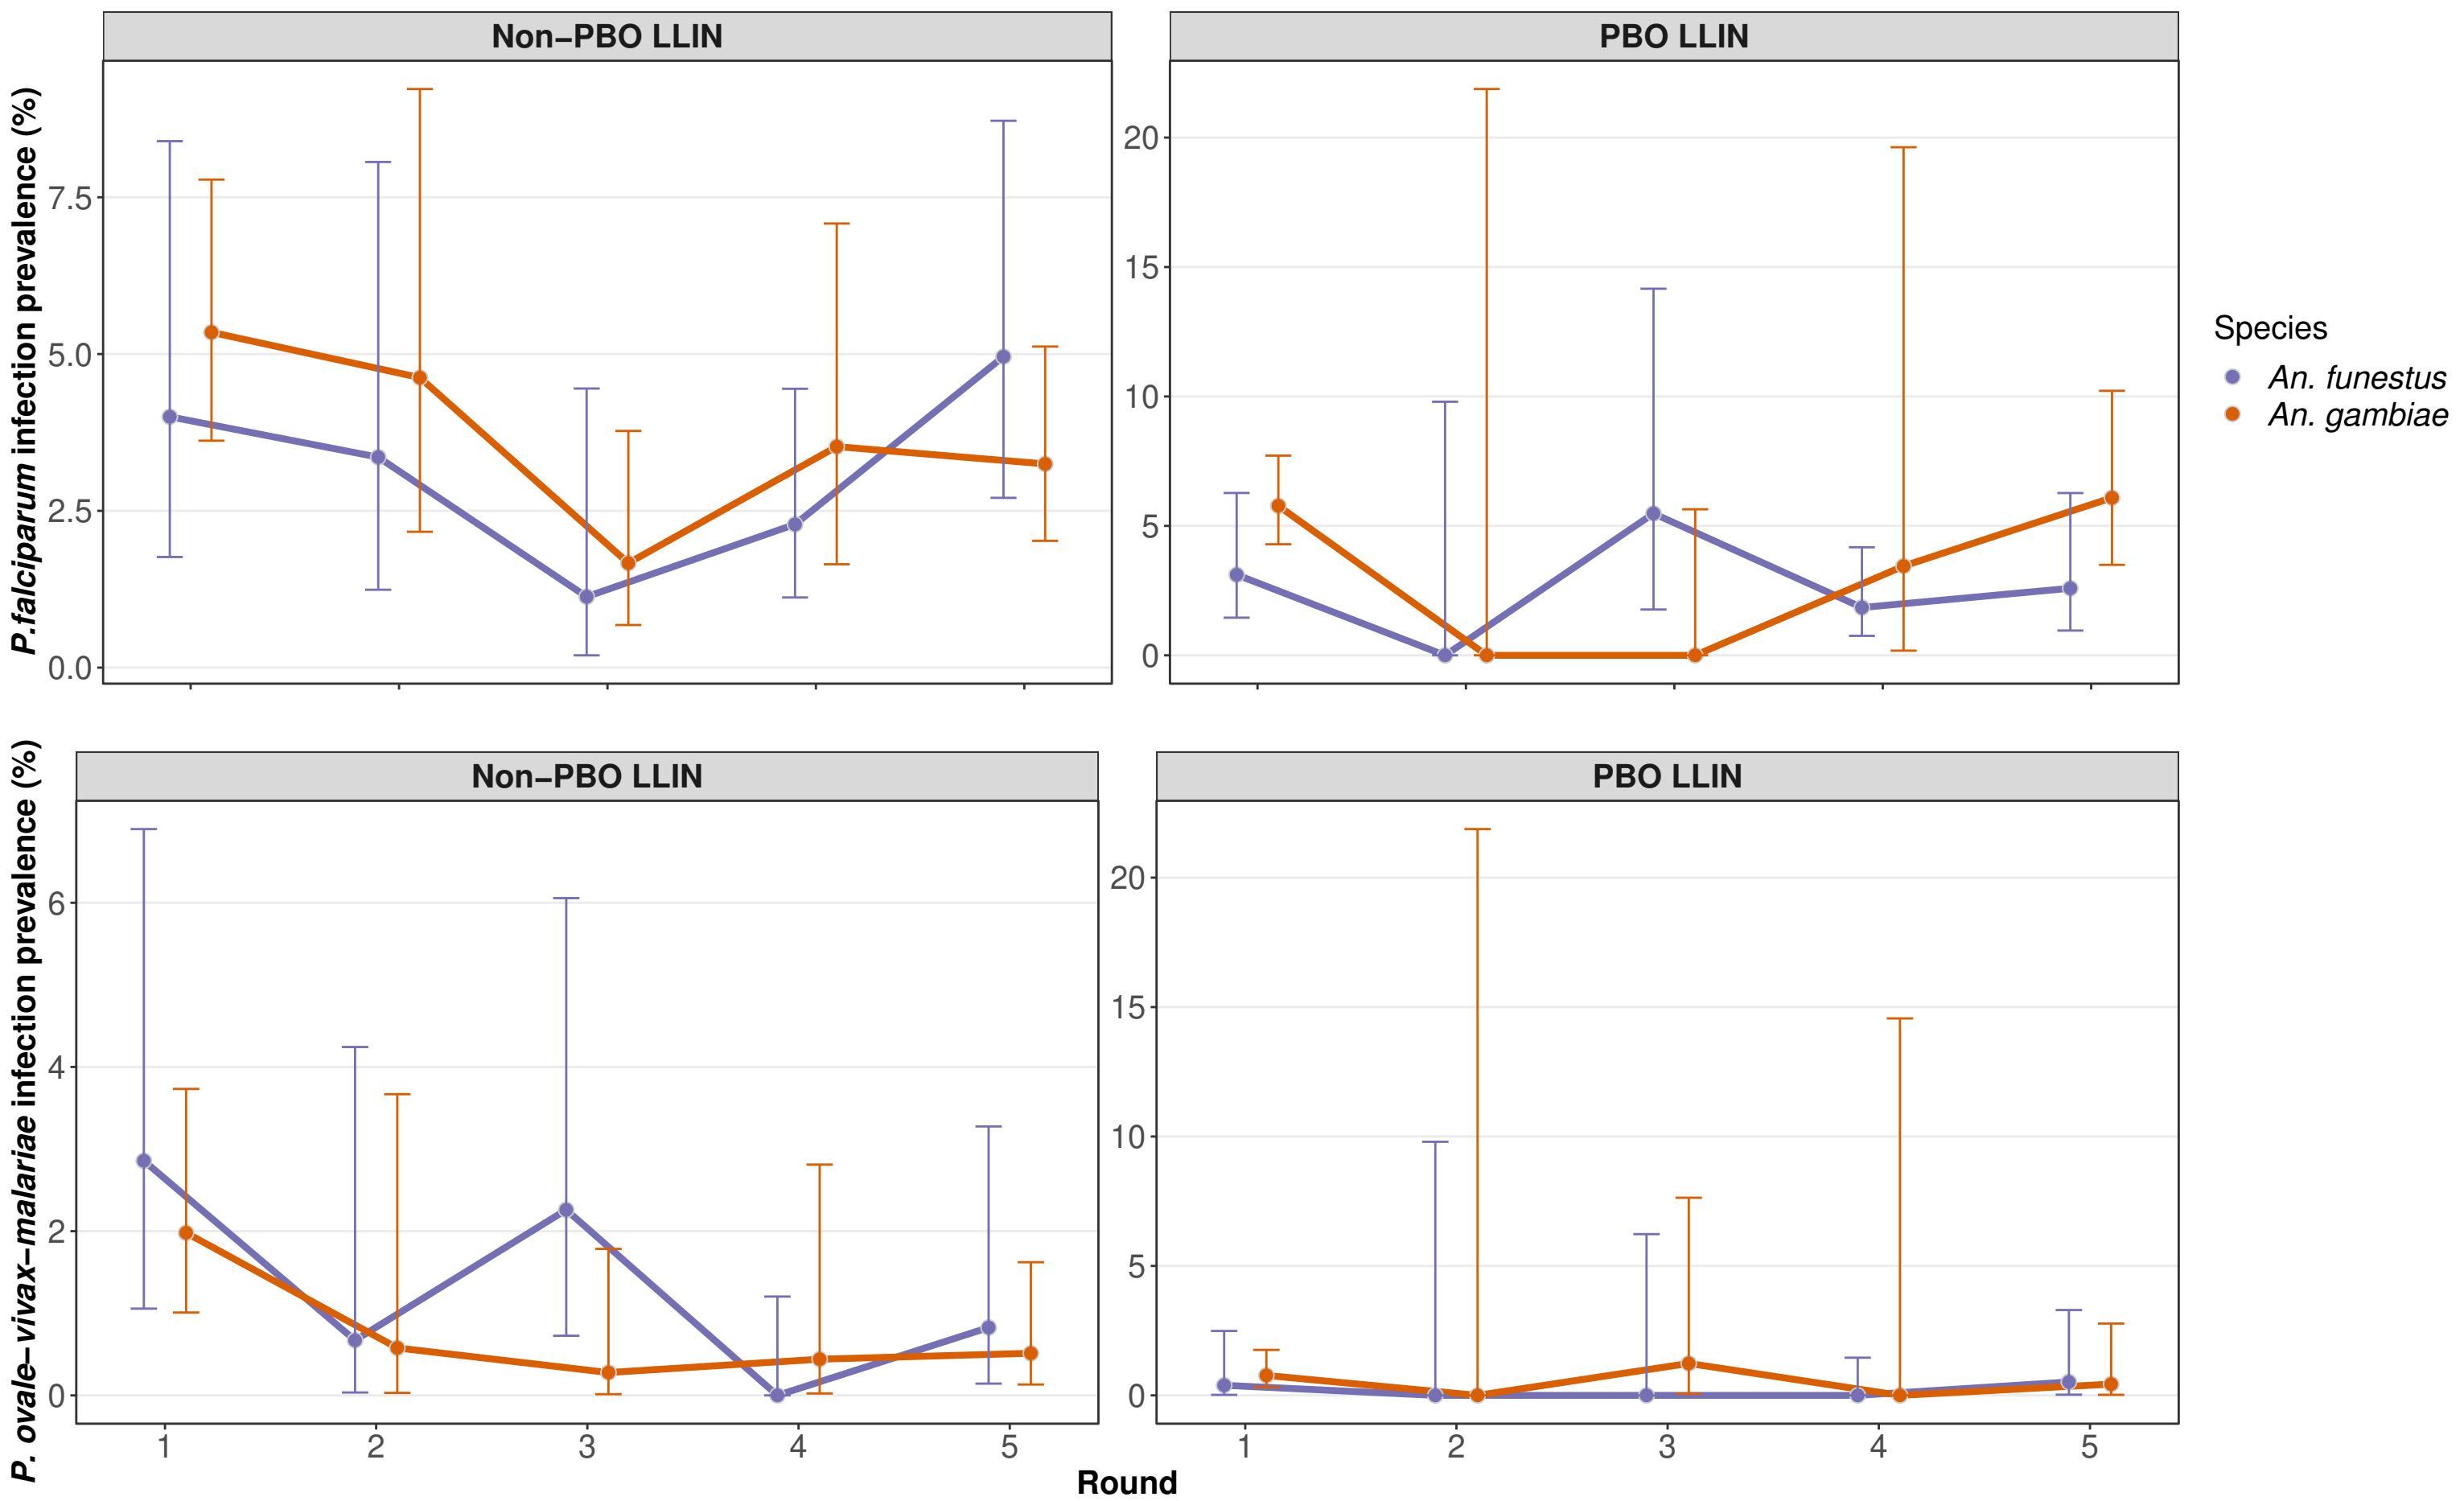 Non–PBO LLIN
PBO LLIN
P.falciparum infection prevalence (%)
7.5
5.0
2.5
0.0
20
15
10
5
0
Species
An. funestus
An. gambiae
Non–PBO LLIN
PBO LLIN
P. ovale– vivax–malariae infection prevalence (%)
6
4
2
0
20
15
10
5
0
1 2 3 4 5
1 2 3 4 5
Round